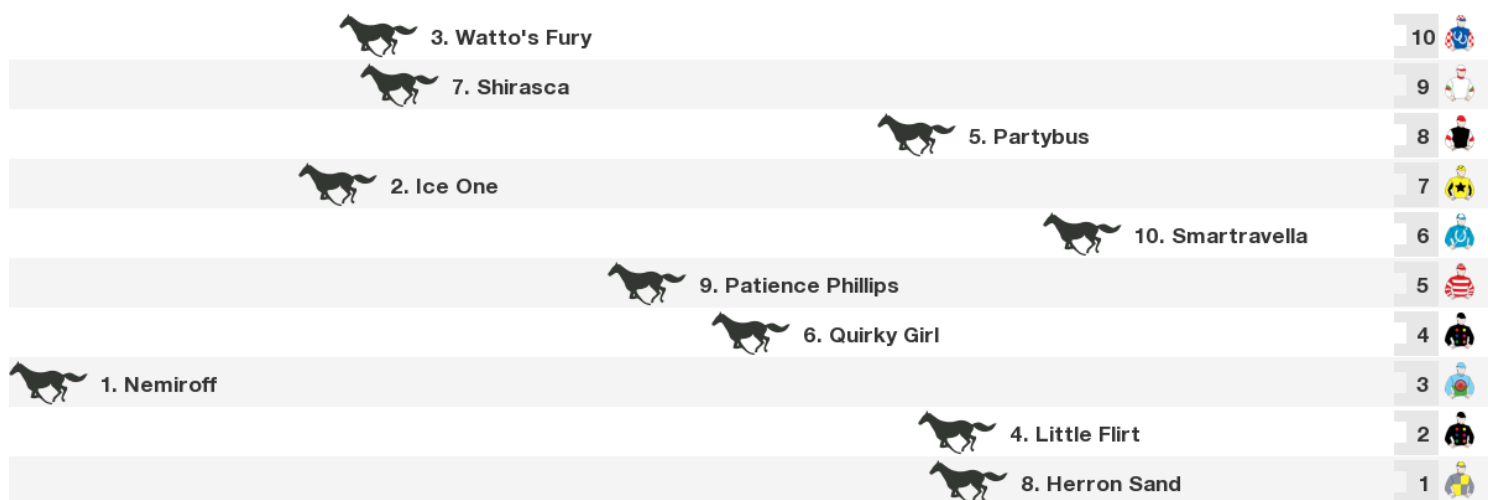 3. Watto's Fury 10
7. Shirasca 9
5. Partybus 8
2. Ice One 7
10. Smartravella 6
9. Patience Phillips 5
6. Quirky Girl 4
1. Nemiroff 3
4. Little Flirt 2
8. Herron Sand 1